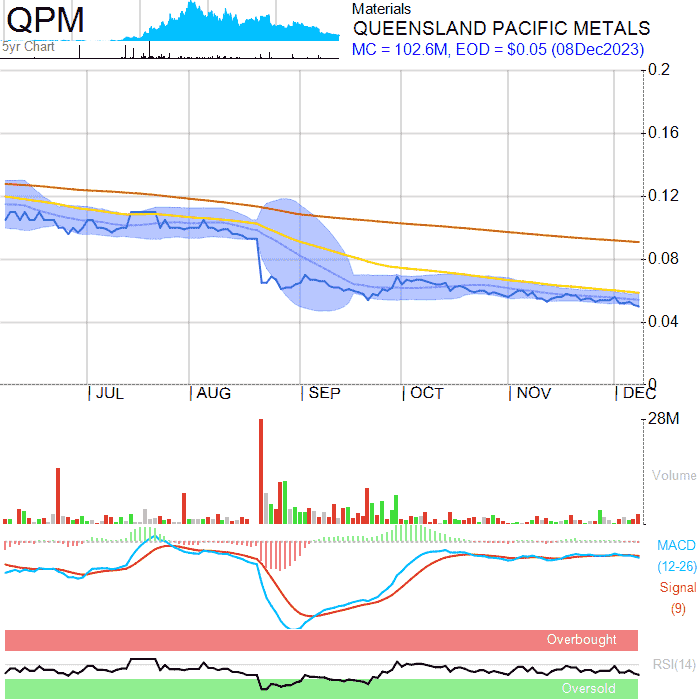 QPM
5yr Chart
Materials
QUEENSLAND PACIFIC METALS
MC = 102.6M, EOD = $0.05 (08Dec2023)
0.2
0.16
0.12
0.08
0.04
0
JUL
AUG
SEP
OCT
NOV
DEC
28M
Volume
MACD
(12-26)
Signal
(9)
Overbought
RSI(14)
Oversold